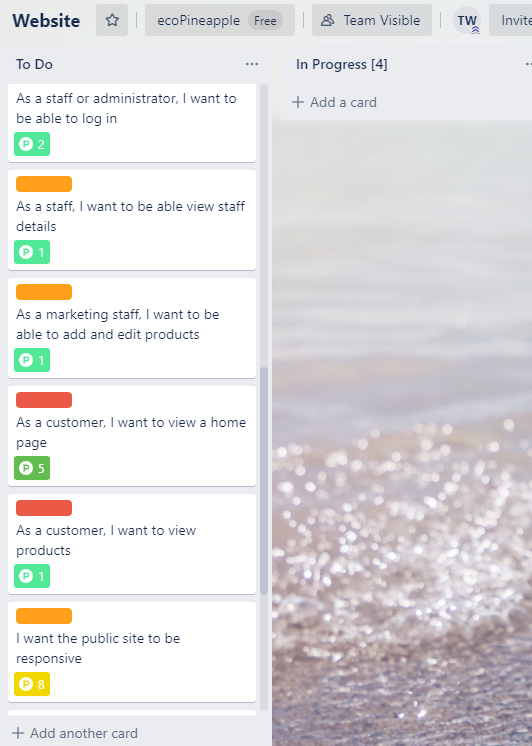 Website
ecoPineapple Free
Team Visible
TW
Invite
To Do
In Progress [4]
Add a card
As a staff or administrator, I want to
be able to log in
P 2
As a staff, I want to be able view staff
details
P 1
As a marketing staff, I want to be
able to add and edit products
P 1
As a customer, I want to view a home
page
P 5
As a customer, I want to view
products
P 1
I want the public site to be
responsive
P 8
Add another card